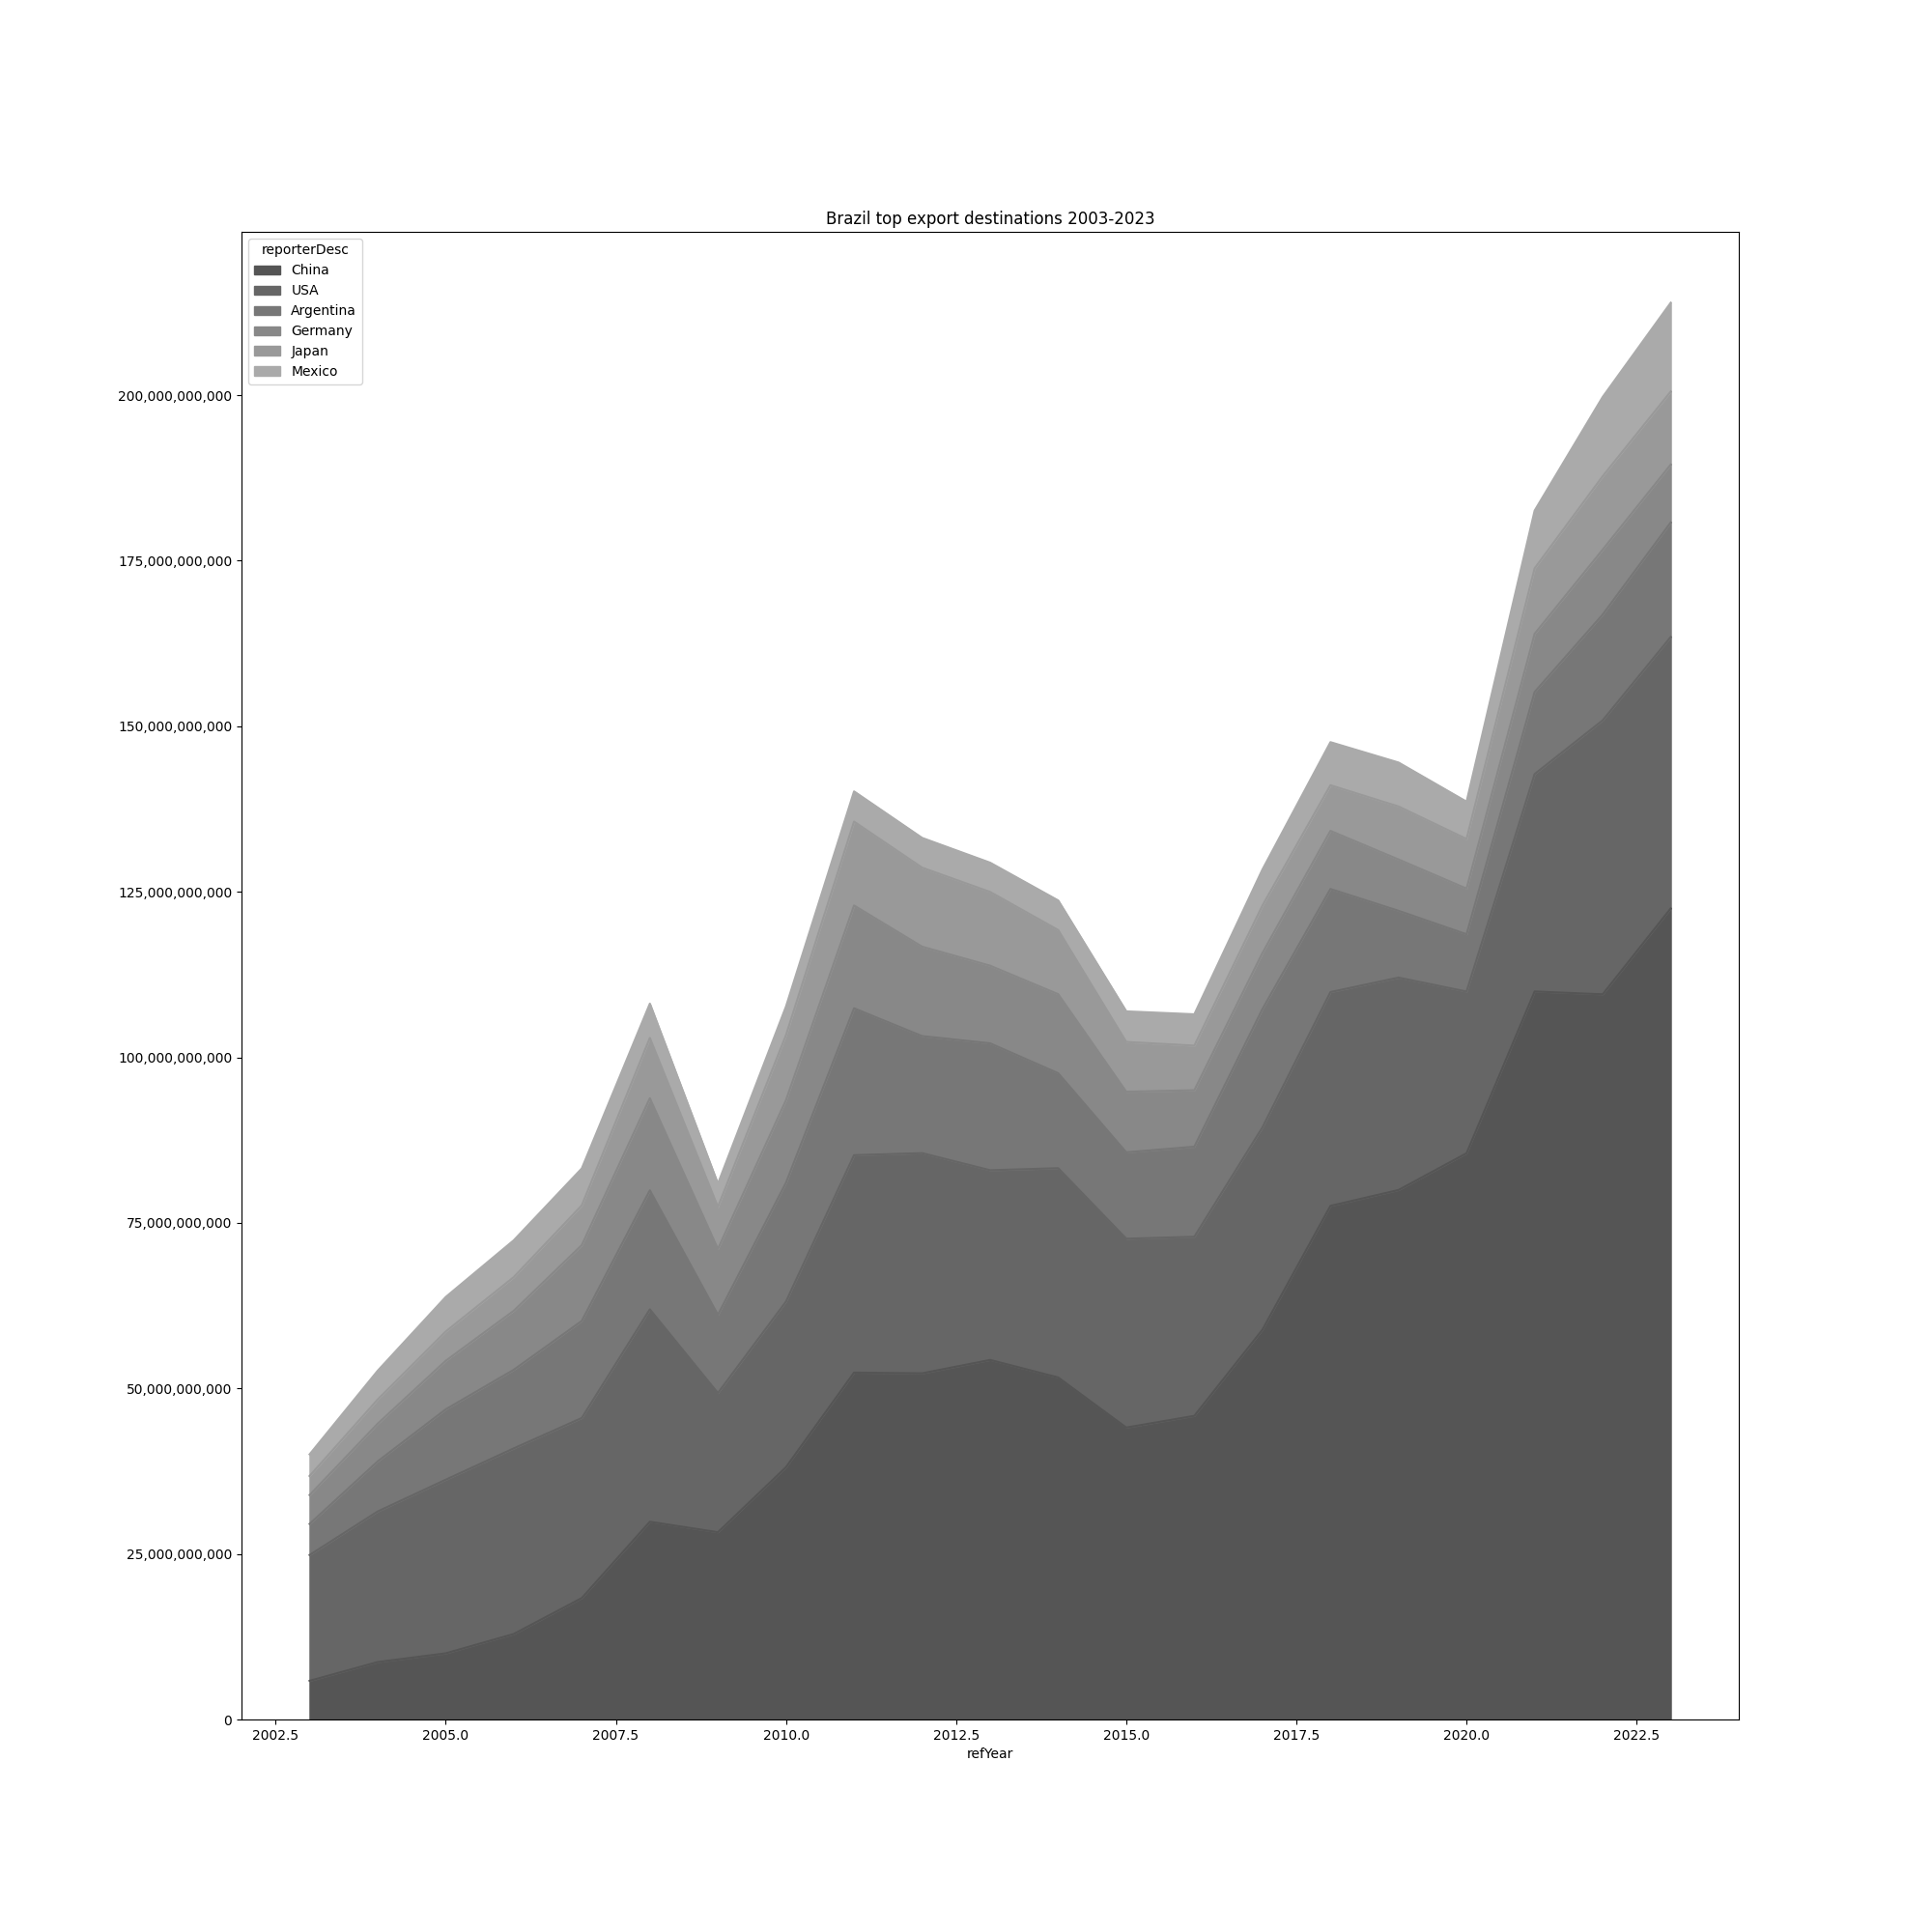 Brazil top export destinations 2003-2023
reporterDesc
China
USA
Argentina
Germany
Japan
Mexico
200,000,000,000
175,000,000,000
150,000,000,000
125,000,000,000
100,000,000,000
75,000,000,000
50,000,000,000
25,000,000,000
0
2002.5 2005.0 2007.5 2010.0 2012.5 2015.0 2017.5 2020.0 2022.5
refYear